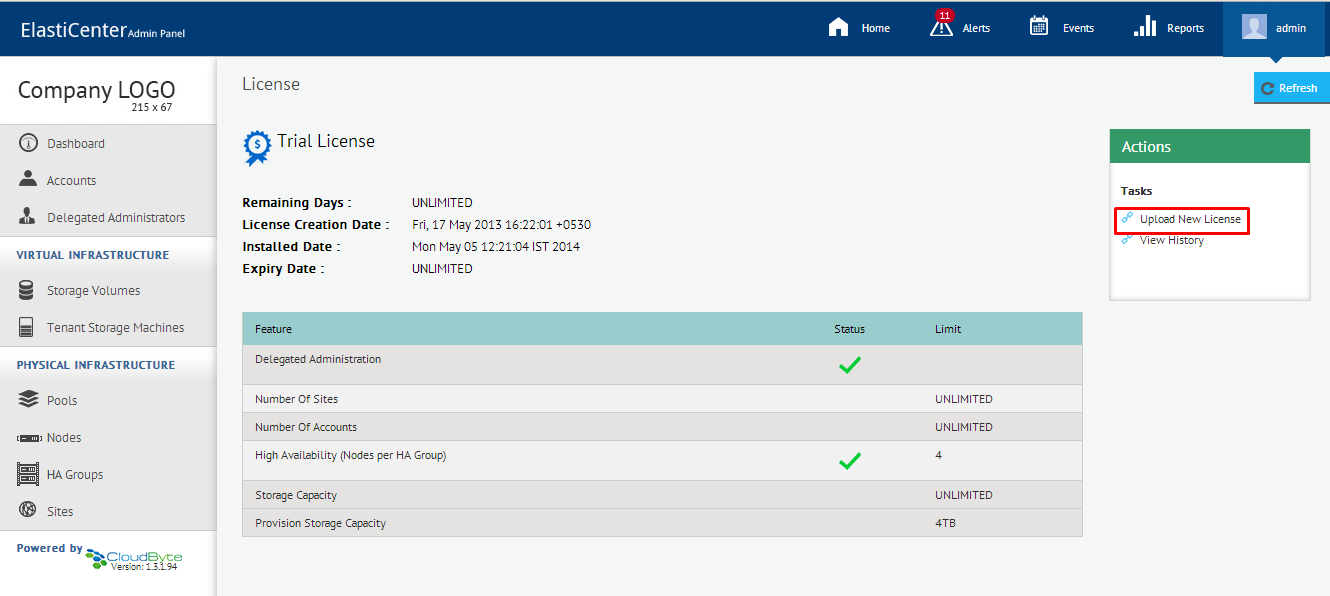 ElastiCenter Admin Panel
Home
11
Alerts
Events
Reports
admin
Refresh
Company LOGO
215 x 67
Dashboard
Accounts
Delegated Administrators
VIRTUAL INFRASTRUCTURE
Storage Volumes
Tenant Storage Machines
PHYSICAL INFRASTRUCTURE
Pools
Nodes
HA Groups
Sites
Powered by CloudByte
Version: 1.3.1.94
License
$ Trial License
Remaining Days : UNLIMITED
License Creation Date : Fri, 17 May 2013 16:22:01 +0530
Installed Date : Mon May 05 12:21:04 IST 2014
Expiry Date : UNLIMITED
Feature Status Limit
Delegated Administration
Number Of Sites UNLIMITED
Number Of Accounts UNLIMITED
High Availability (Nodes per HA Group) 4
Storage Capacity UNLIMITED
Provision Storage Capacity 4TB
Actions
Tasks
Upload New License
View History